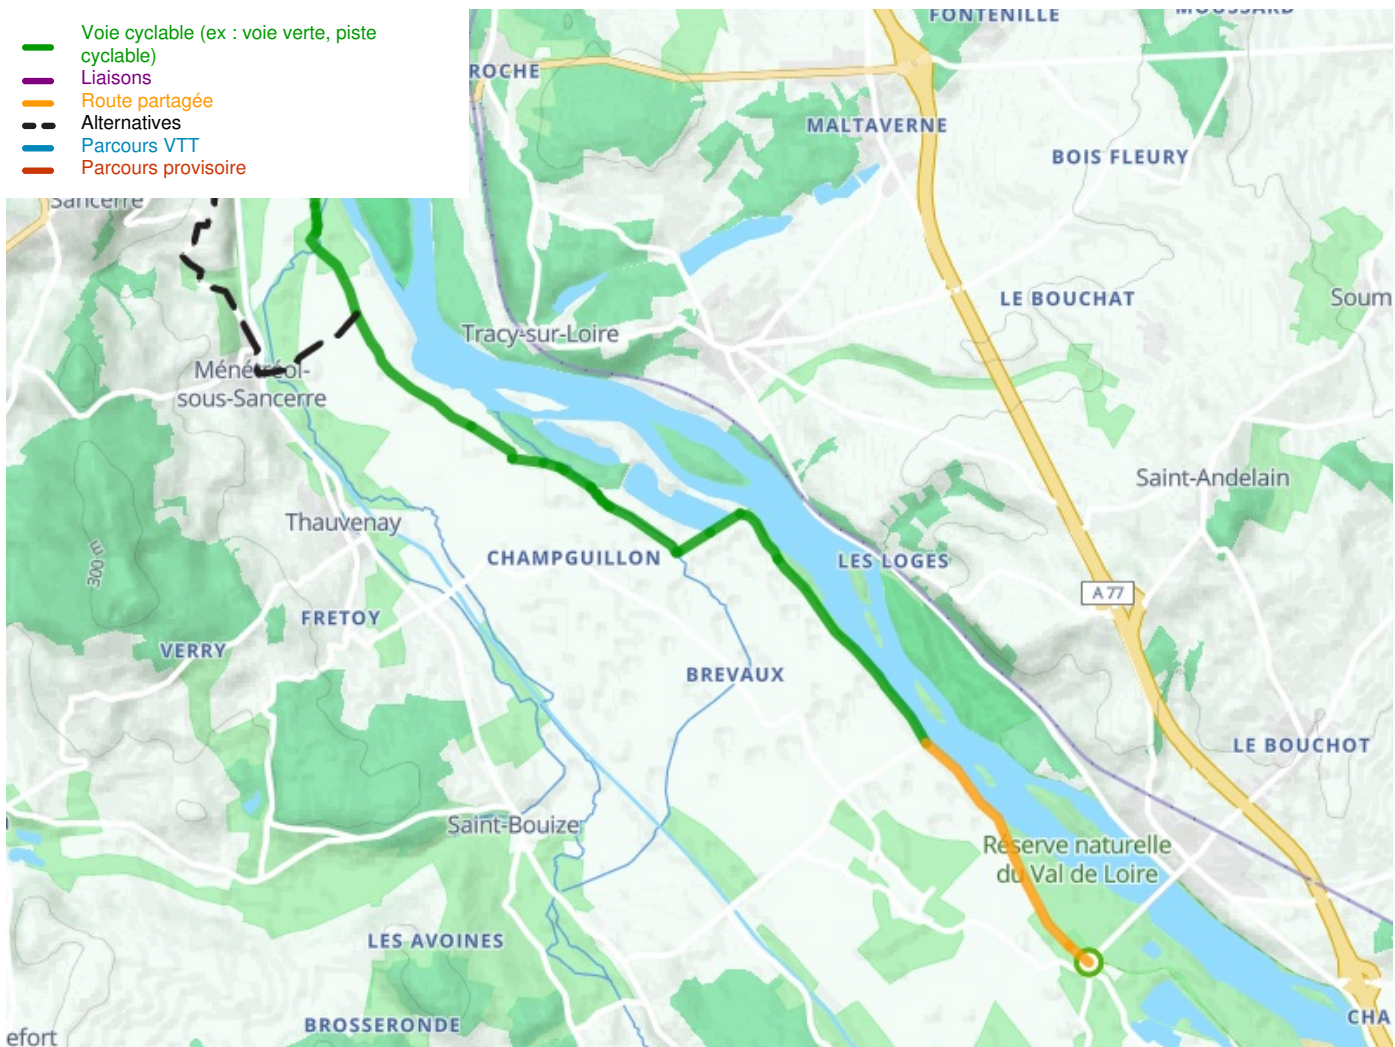 Voie cyclable (ex : voie verte, piste
cyclable)
Liaisons
Route partagée
Alternatives
Parcours VTT
Parcours provisoire
FONTENILLE
ROCHE
MALTAVERNE
BOIS FLEURY
Sancerre
LE BOUCHAT
Soum
Tracy-sur-Loire
Ménétréol-
sous-Sancerre
Saint-Andelain
Thauvenay
CHAMPGUILLON
LES LOGES
300 m
A 77
FRETOY
VERRY
BREVAUX
LE BOUCHOT
Saint-Bouize
Réserve naturelle
du Val de Loire
LES AVOINES
CHA
BROSSERONDE
efort